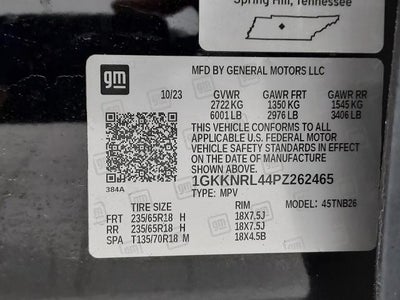 Spring Hill, Tennessee
gm
MFD BY GENERAL MOTORS LLC
10/23 GVWR GAWR FRT GAWR RR
2722 KG 1350 KG 1545 KG
6001 LB 2976 LB 3406 LB
THIS VEHICLE CONFORMS TO ALL
APPLICABLE U.S. FEDERAL MOTOR
VEHICLE SAFETY STANDARDS
IN EFFECT ON THE DATE OF
MANUFACTURE SHOWN ABOVE.
1GKKNRL44PZ262465
TYPE: MPV
384A
MODEL: 45TNB26
TIRE SIZE RIM
FRT 235/65R18 H 18X7.5J
RR 235/65R18 H 18X7.5J
SPA T135/70R18 M 18X4.5B